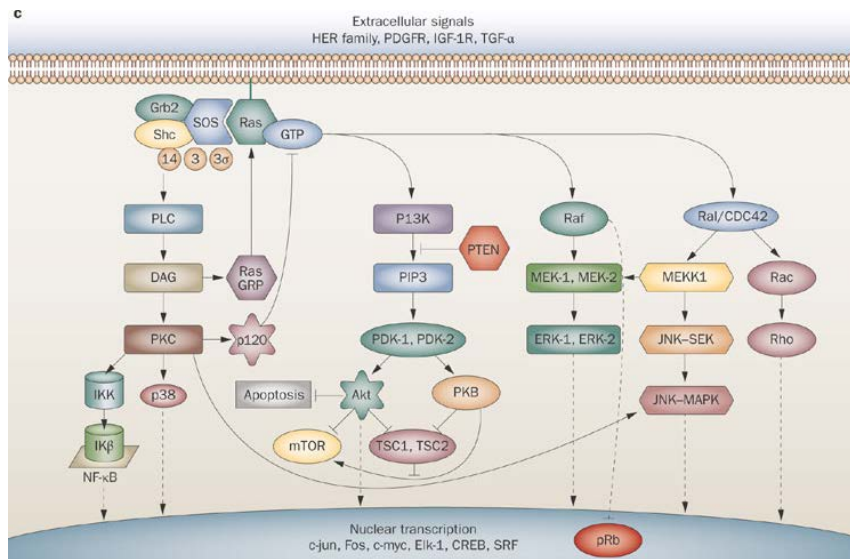 c
Extracellular signals
HER family, PDGFR, IGF-1R, TGF-α
Grb2
SOS
Ras
Shc
GTP
14
3
3σ
PLC
P13K
Raf
Ral/CDC42
PTEN
DAG
Ras
GRP
PIP3
MEK-1, MEK-2
MEKK1
Rac
PKC
p120
PDK-1, PDK-2
ERK-1, ERK-2
JNK–SEK
Rho
IKK
p38
Apoptosis
Akt
PKB
JNK–MAPK
IKβ
mTOR
TSC1, TSC2
NF-κB
Nuclear transcription
c-jun, Fos, c-myc, Elk-1, CREB, SRF
pRb